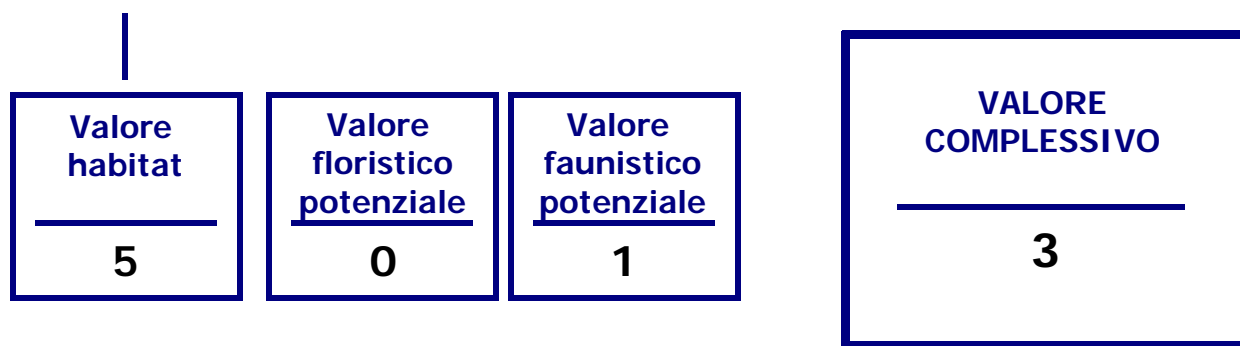 Valore
habitat
5
Valore
floristico
potenziale
0
Valore
faunistico
potenziale
1
VALORE
COMPLESSIVO
3